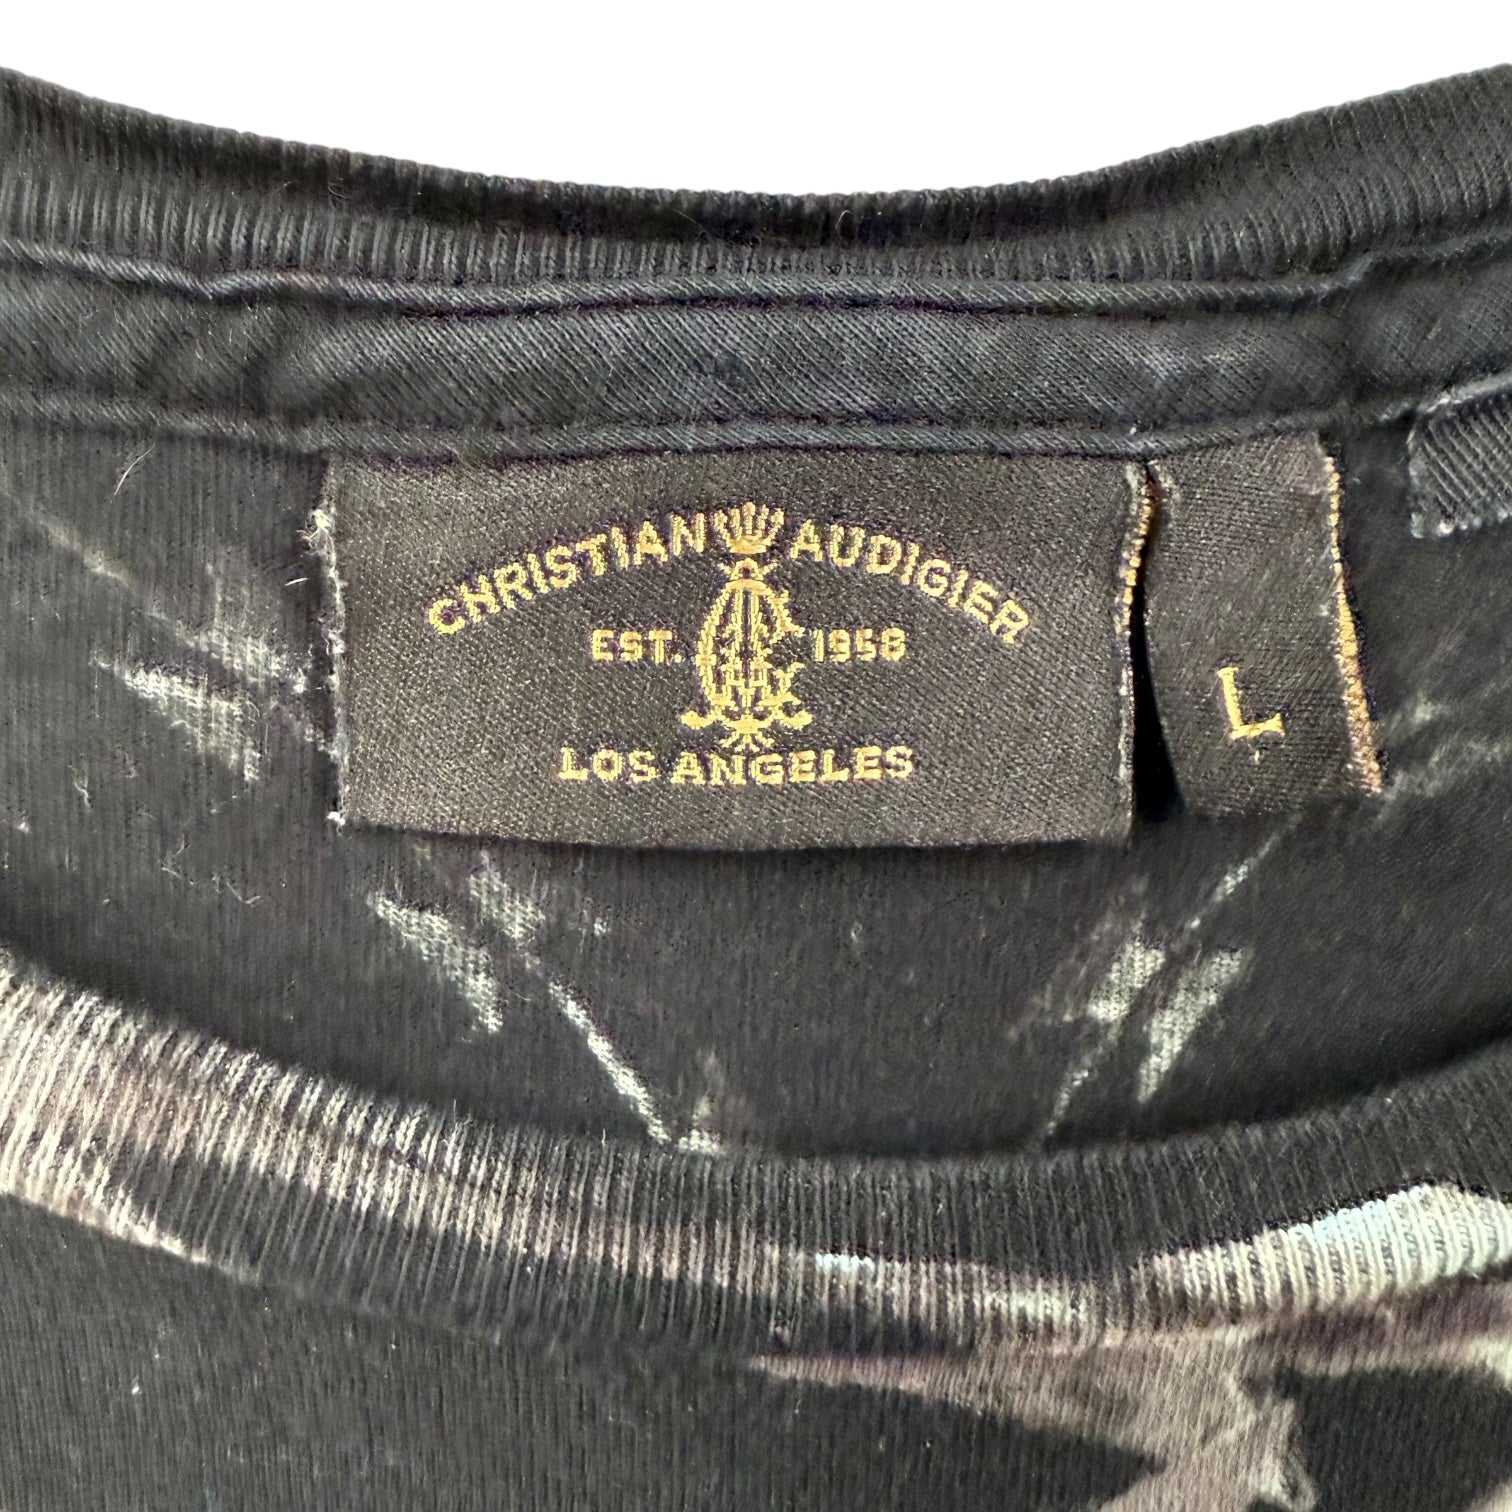 CHRISTIAN AUDIGIER
EST. 1958
LOS ANGELES
L